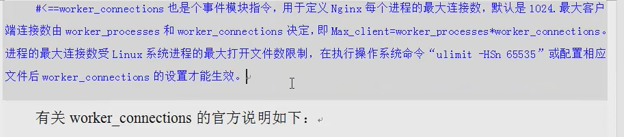 #<==worker_connections 也是个事件模块指令,用于定义 Nginx 每个进程的最大连接数,默认是 1024.最大客户
端连接数由 worker_processes 和 worker_connections 决定,即 Max_client=worker_processes*worker_connections。
进程的最大连接数受 Linux 系统进程的最大打开文件数限制,在执行操作系统命令“ulimit -HSn 65535”或配置相应
文件后 worker_connections 的设置才能生效。
有关 worker_connections 的官方说明如下：